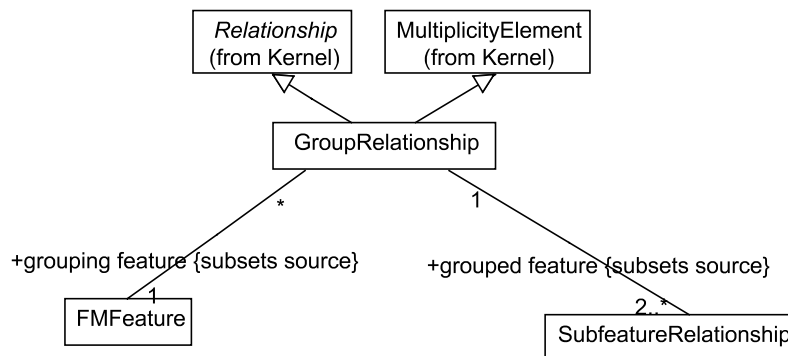 Relationship
(from Kernel)
MultiplicityElement
(from Kernel)
GroupRelationship
*
1
+grouping feature {subsets source}
+grouped feature {subsets source}
1
2..*
FMFeature
SubfeatureRelationship